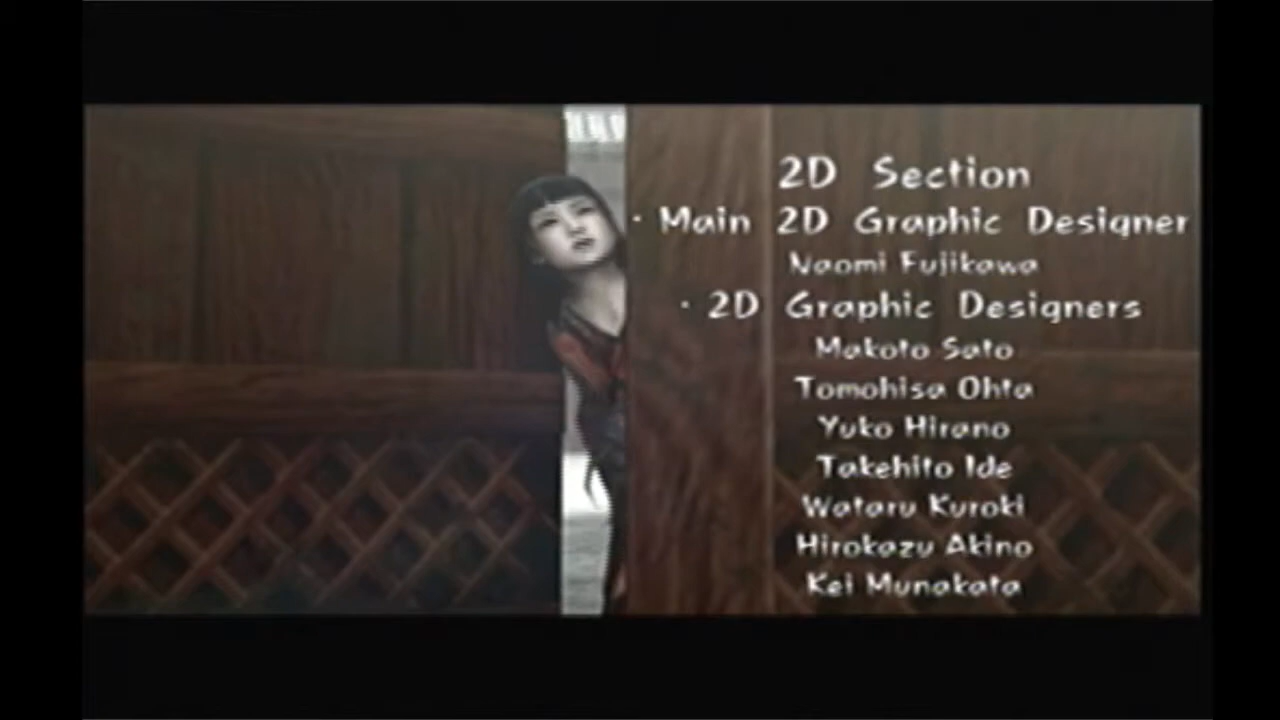 2D Section
· Main 2D Graphic Designer
Naomi Fujikawa
· 2D Graphic Designers
Makoto Sato
Tomohisa Ohta
Yuko Hirano
Takehito Ide
Wataru Kuroki
Hirokazu Akino
Kei Munakata